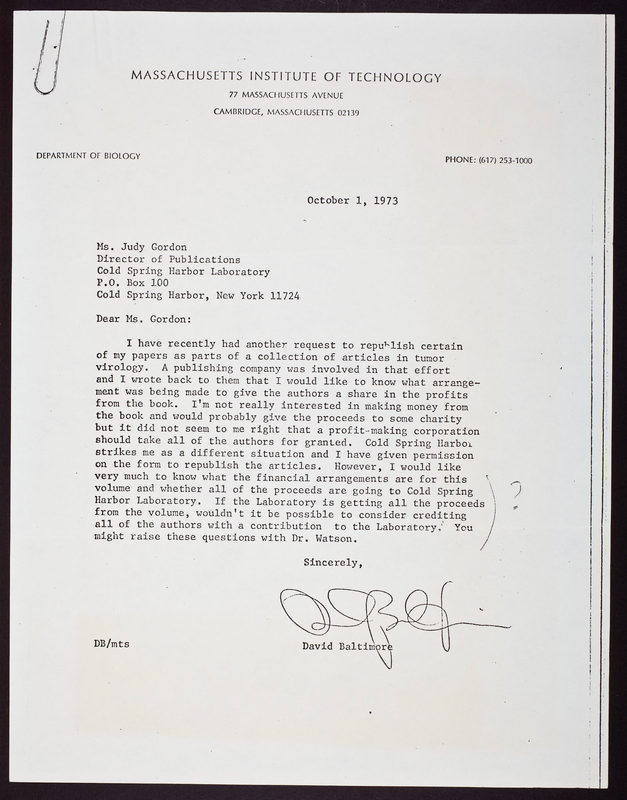 MASSACHUSETTS INSTITUTE OF TECHNOLOGY
77 MASSACHUSETTS AVENUE
CAMBRIDGE, MASSACHUSETTS 02139
DEPARTMENT OF BIOLOGY
PHONE: (617) 253-1000
October 1, 1973
Ms. Judy Gordon
Director of Publications
Cold Spring Harbor Laboratory
P.O. Box 100
Cold Spring Harbor, New York 11724
Dear Ms. Gordon:
I have recently had another request to republish certain
of my papers as parts of a collection of articles in tumor
virology. A publishing company was involved in that effort
and I wrote back to them that I would like to know what arrange-
ment was being made to give the authors a share in the profits
from the book. I'm not really interested in making money from
the book and would probably give the proceeds to some charity
but it did not seem to me right that a profit-making corporation
should take all of the authors for granted. Cold Spring Harbor
strikes me as a different situation and I have given permission
on the form to republish the articles. However, I would like
very much to know what the financial arrangements are for this
volume and whether all of the proceeds are going to Cold Spring
Harbor Laboratory. If the Laboratory is getting all the proceeds
from the volume, wouldn't it be possible to consider crediting
all of the authors with a contribution to the Laboratory. You
might raise these questions with Dr. Watson.
?
Sincerely,
David Baltimore
DB/mts